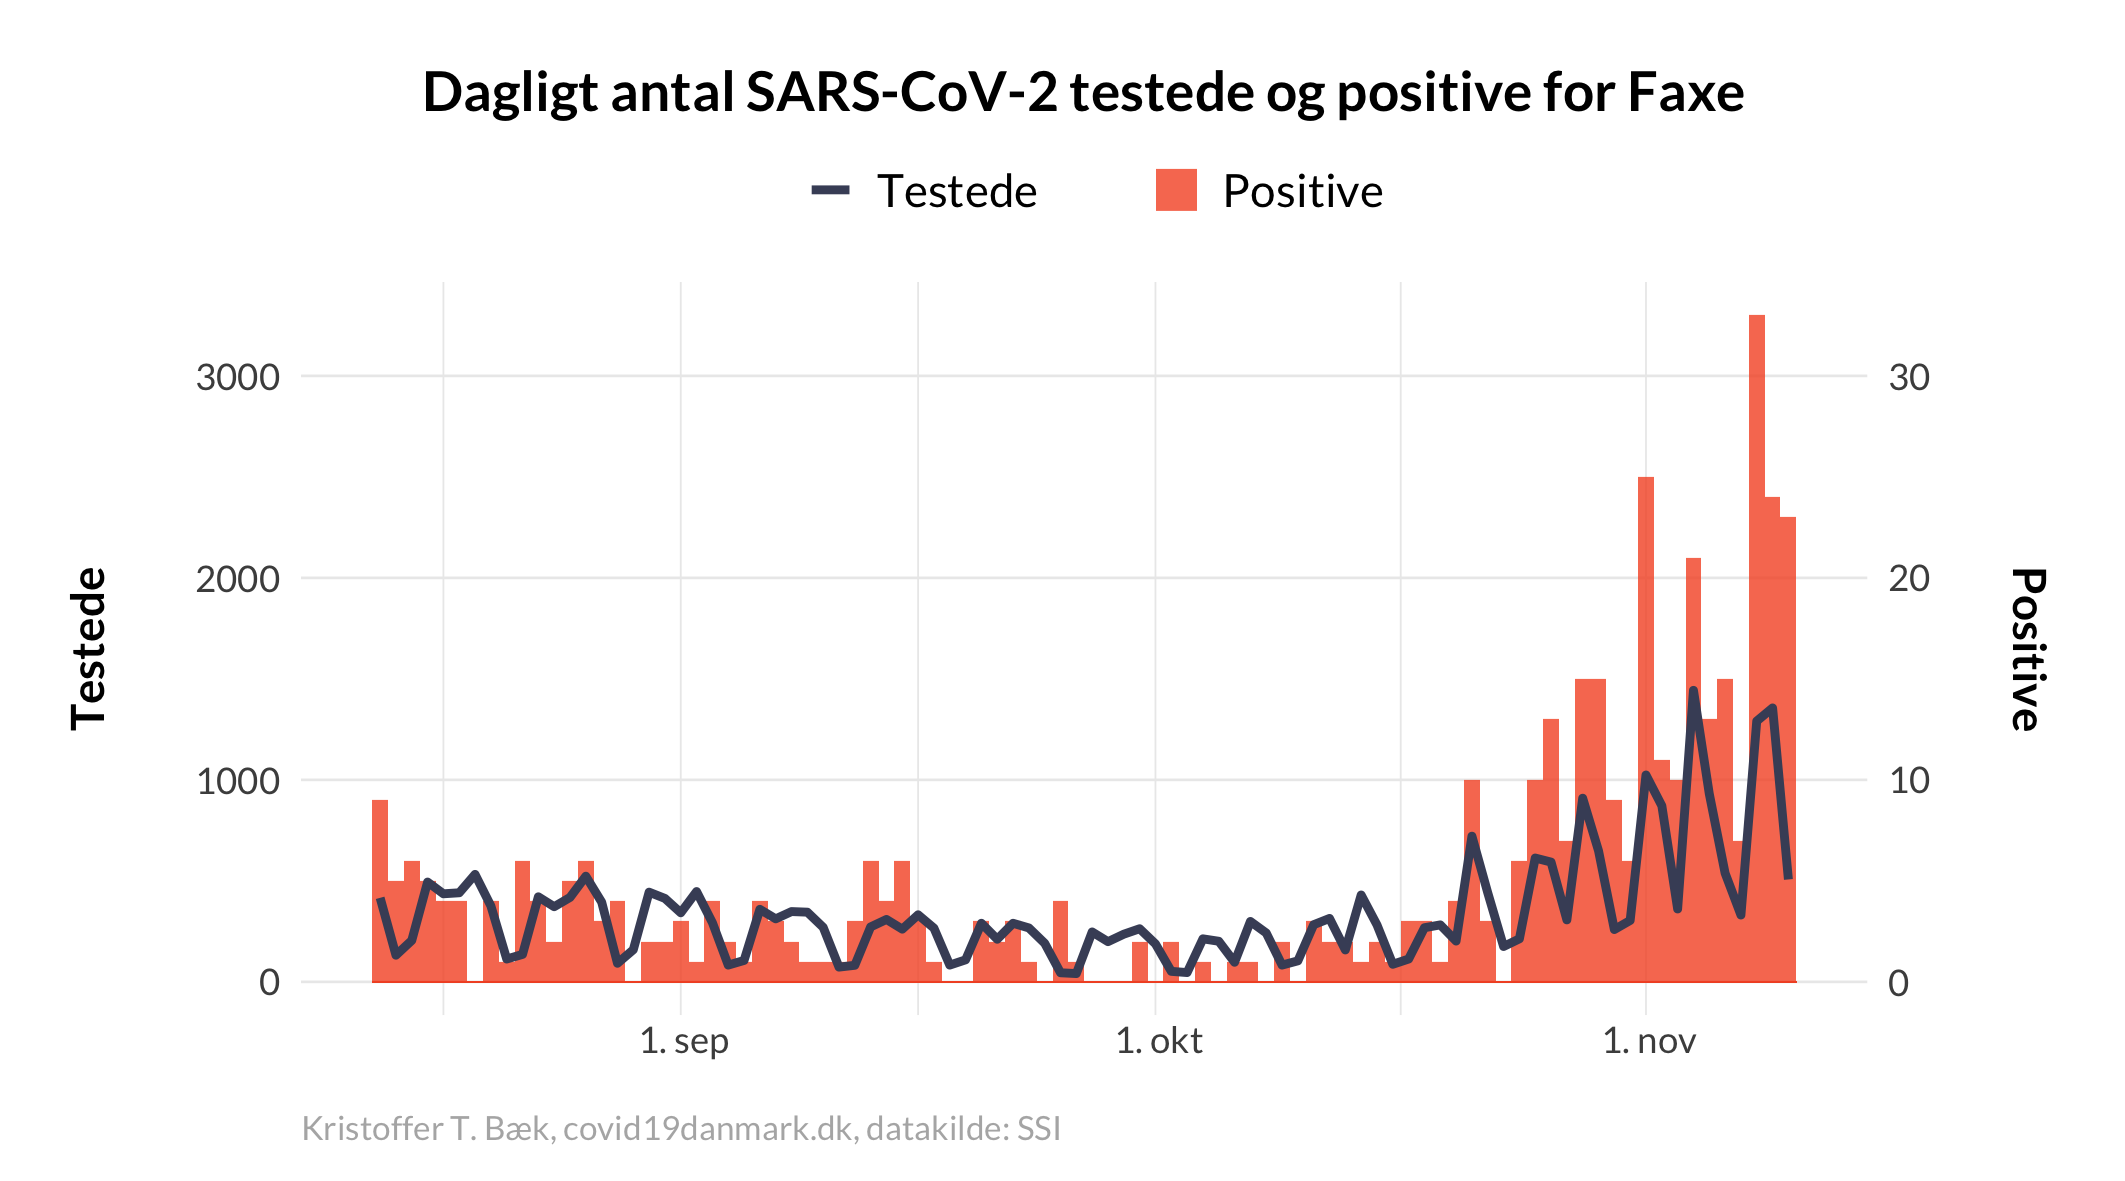 Dagligt antal SARS-CoV-2 testede og positive for Faxe
Testede
Positive
3000
2000
1000
0
30
20
10
0
Testede
Positive
1. sep
1. okt
1. nov
Kristoffer T. Bæk, covid19danmark.dk, datakilde: SSI